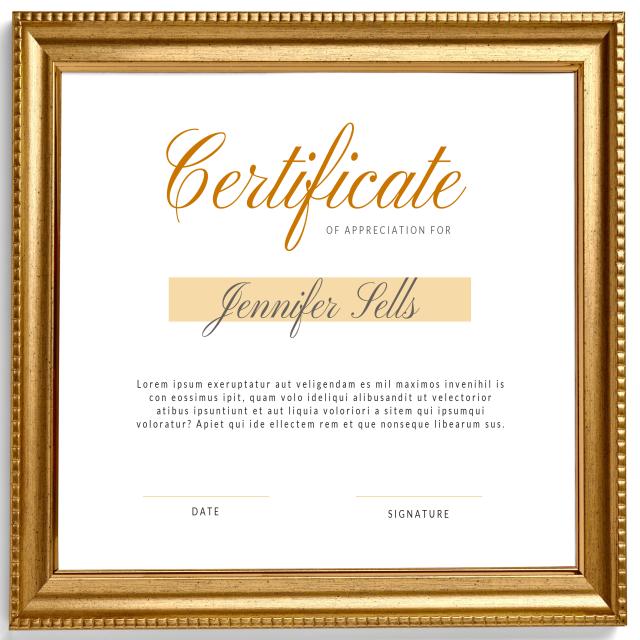 Certificate
OF APPRECIATION FOR
Jennifer Sells
Lorem ipsum exeruptatur aut veligendam es mil maximos invenihil is
con eossimus ipit, quam volo ideliqui alibusandit ut velectorior
atibus ipsuntiunt et aut liquia voloriori a sitem qui ipsumqui
voloratur? Apiet qui ide ellectem rem et que nonseque libearum sus.
DATE
SIGNATURE